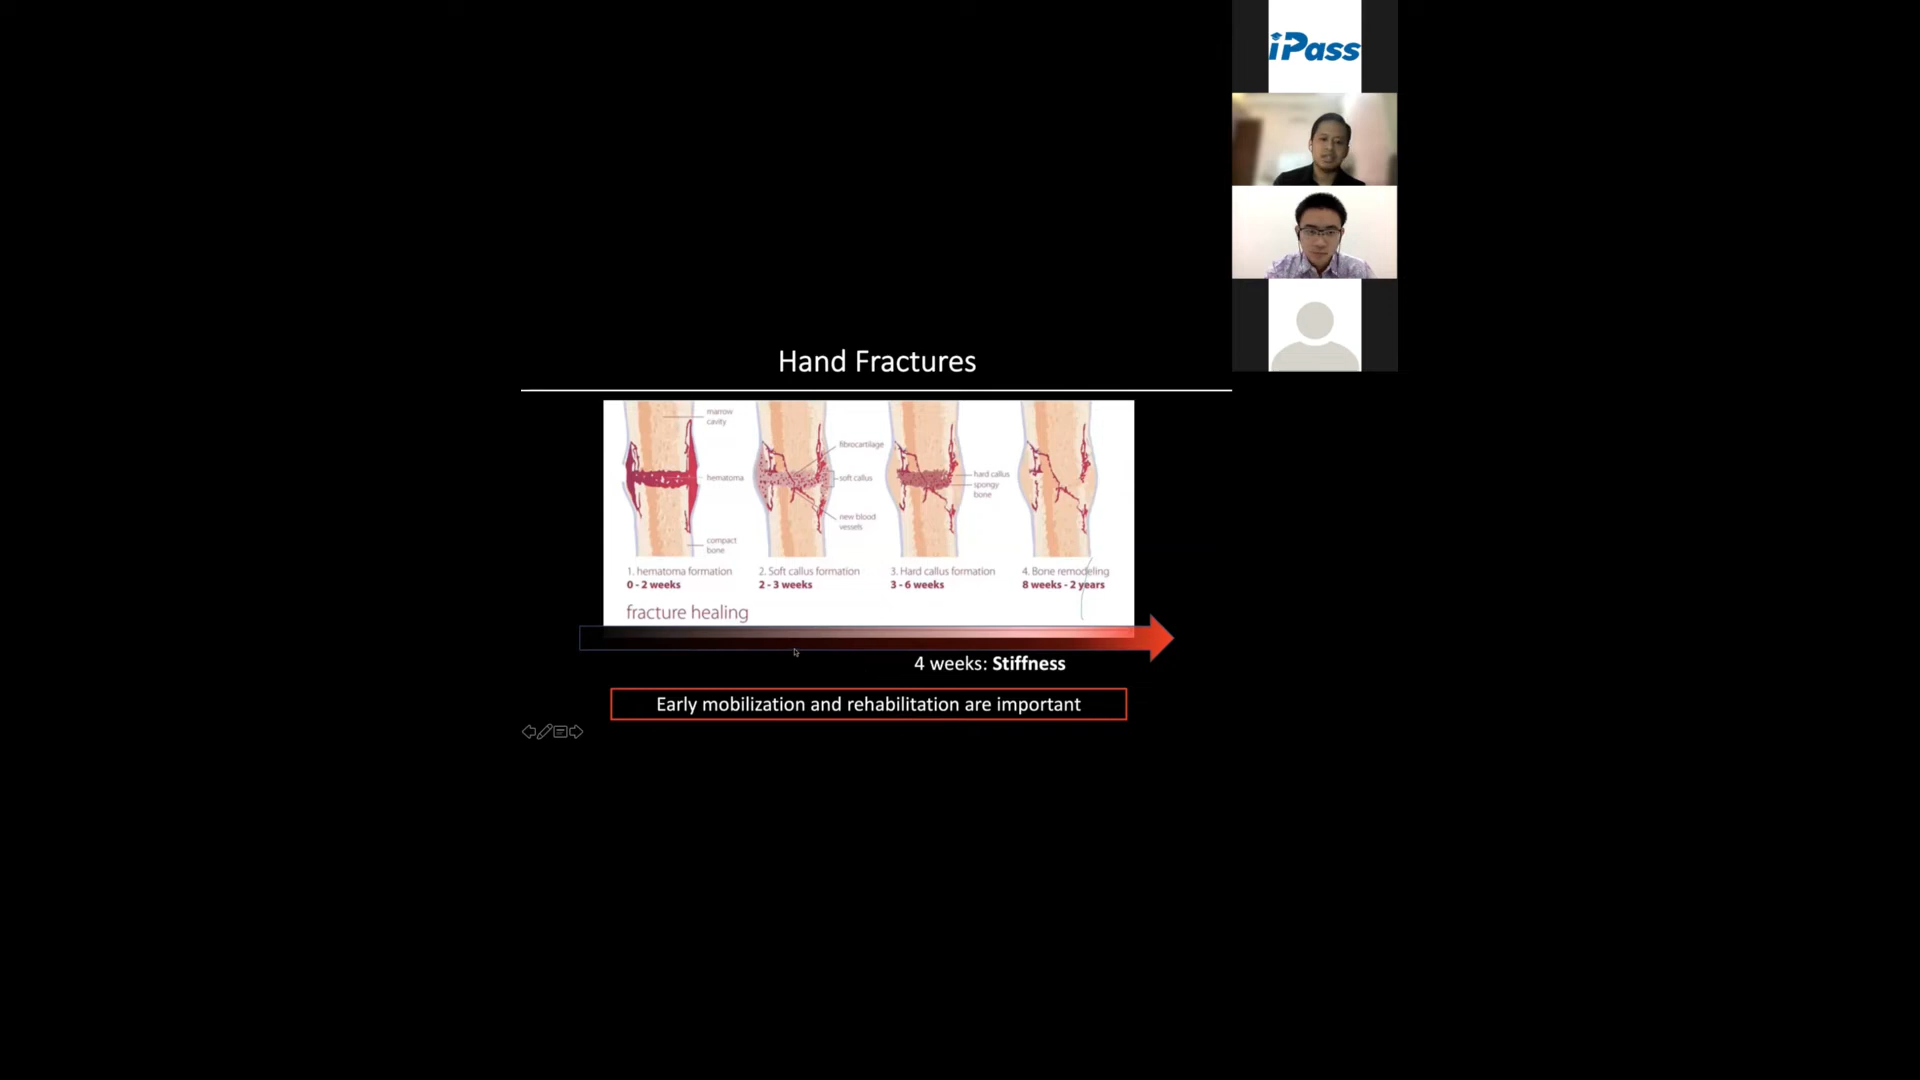 iPass
Hand Fractures
marrow
cavity
hematoma
compact
bone
fibrocartilage
soft callus
new blood
vessels
hard callus
spongy
bone
1. hematoma formation
0 - 2 weeks
2. Soft callus formation
2 - 3 weeks
3. Hard callus formation
3 - 6 weeks
4. Bone remodeling
8 weeks - 2 years
fracture healing
4 weeks: Stiffness
Early mobilization and rehabilitation are important